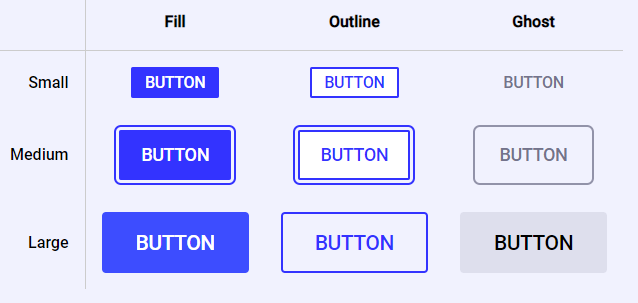 Fill Outline Ghost
Small BUTTON BUTTON BUTTON
Medium BUTTON BUTTON BUTTON
Large BUTTON BUTTON BUTTON